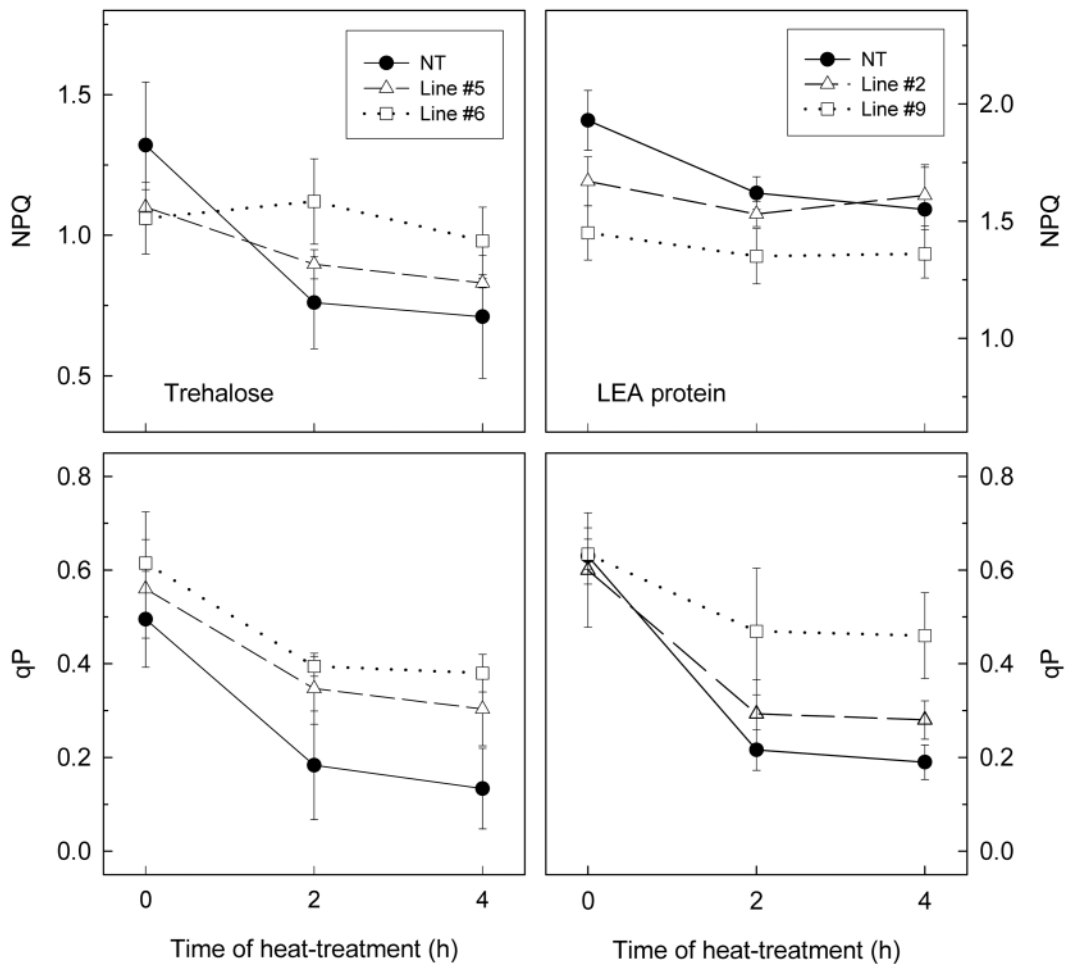 NT
Line #5
Line #6
1.5
1.0
0.5
NPQ
Trehalose
NT
Line #2
Line #9
2.0
1.5
1.0
NPQ
LEA protein
0.8
0.6
0.4
0.2
0.0
qP
0 2 4
Time of heat-treatment (h)
0.8
0.6
0.4
0.2
0.0
qP
0 2 4
Time of heat-treatment (h)